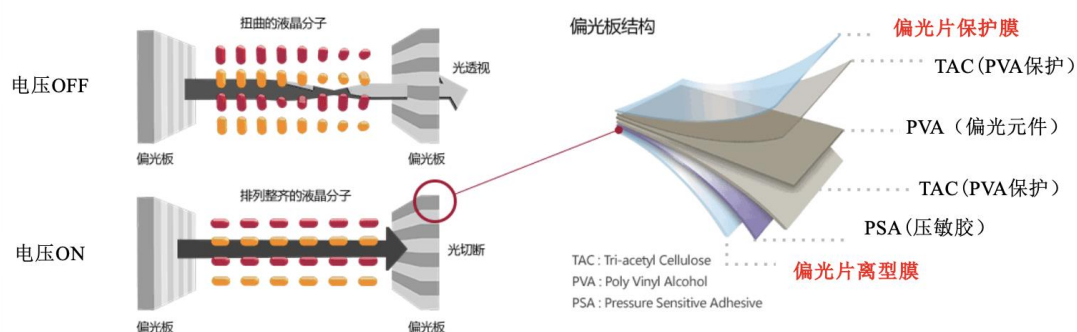 扭曲的液晶分子
电压OFF
光透视
偏光板
偏光板
排列整齐的液晶分子
电压ON
光切断
偏光板
偏光板
偏光板结构
偏光片保护膜
TAC(PVA保护)
PVA（偏光元件）
TAC(PVA保护)
PSA(压敏胶)
偏光片离型膜
TAC : Tri-acetyl Cellulose
PVA : Poly Vinyl Alcohol
PSA : Pressure Sensitive Adhesive